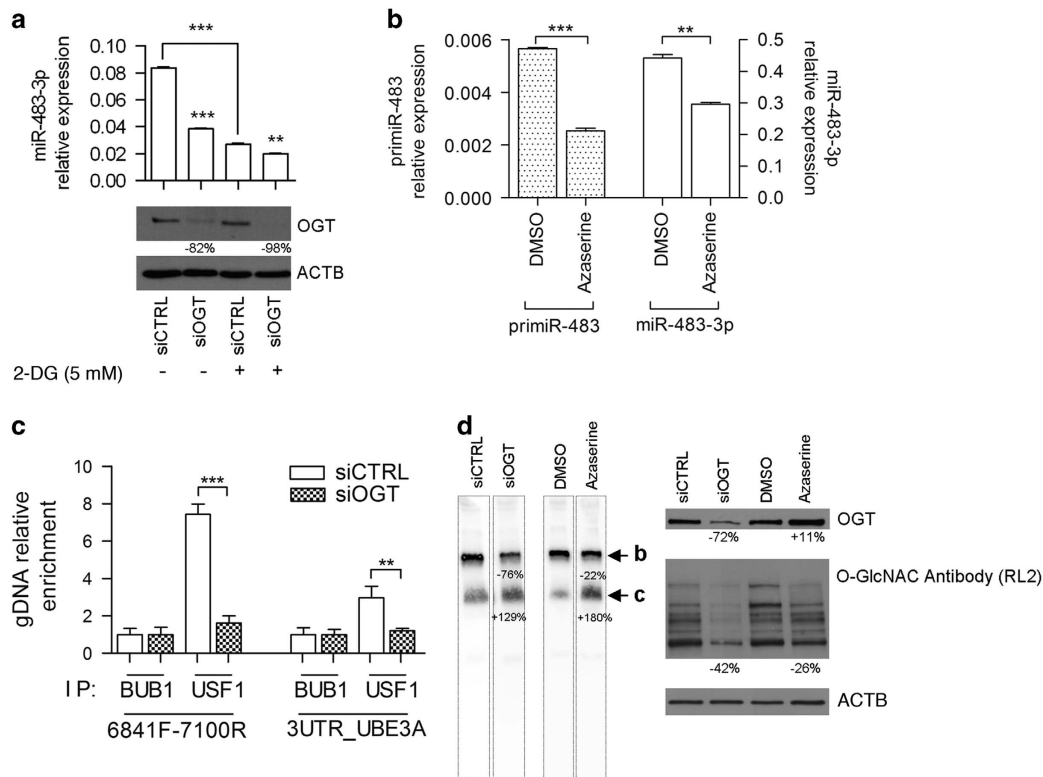 a
miR-483-3p
relative expression
0.10
0.08
0.06
0.04
0.02
0.00
***
***
**
OGT
-82%
-98%
ACTB
siCTRL
siOGT
siCTRL
siOGT
2-DG (5 mM)
-
-
+
+
b
primiR-483
relative expression
0.006
0.004
0.002
0.000
***
**
0.5
0.4
0.3
0.2
0.1
0.0
miR-483-3p
relative expression
DMSO
Azaserine
DMSO
Azaserine
primiR-483
miR-483-3p
c
gDNA relative
enrichment
10
8
6
4
2
0
***
**
siCTRL
siOGT
IP:
BUB1
USF1
BUB1
USF1
6841F-7100R
3UTR_UBE3A
d
siCTRL
siOGT
DMSO
Azaserine
b
-76%
-22%
c
+129%
+180%
siCTRL
siOGT
DMSO
Azaserine
OGT
-72%
+11%
O-GlcNAC Antibody (RL2)
-42%
-26%
ACTB